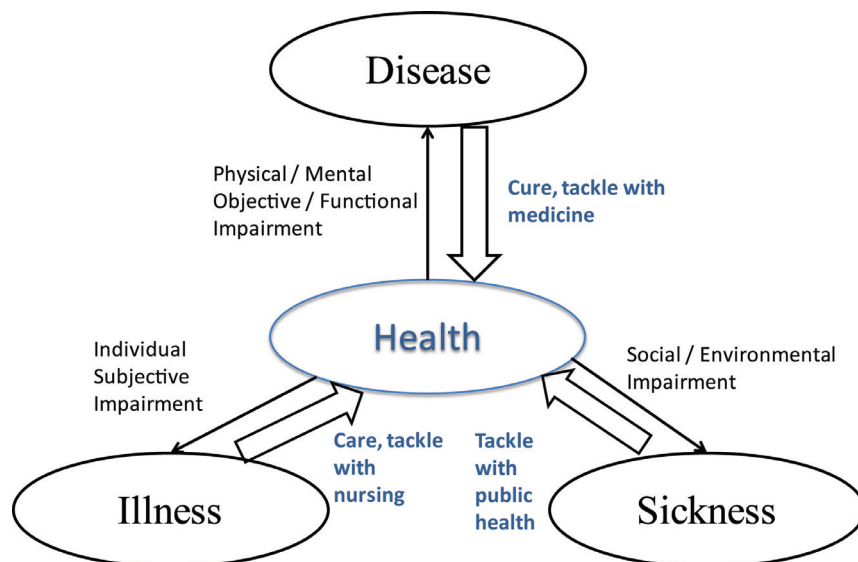 Disease
Physical / Mental
Objective / Functional
Impairment
Cure, tackle with
medicine
Health
Individual
Subjective
Impairment
Social / Environmental
Impairment
Care, tackle
with
nursing
Tackle
with
public
health
Illness
Sickness